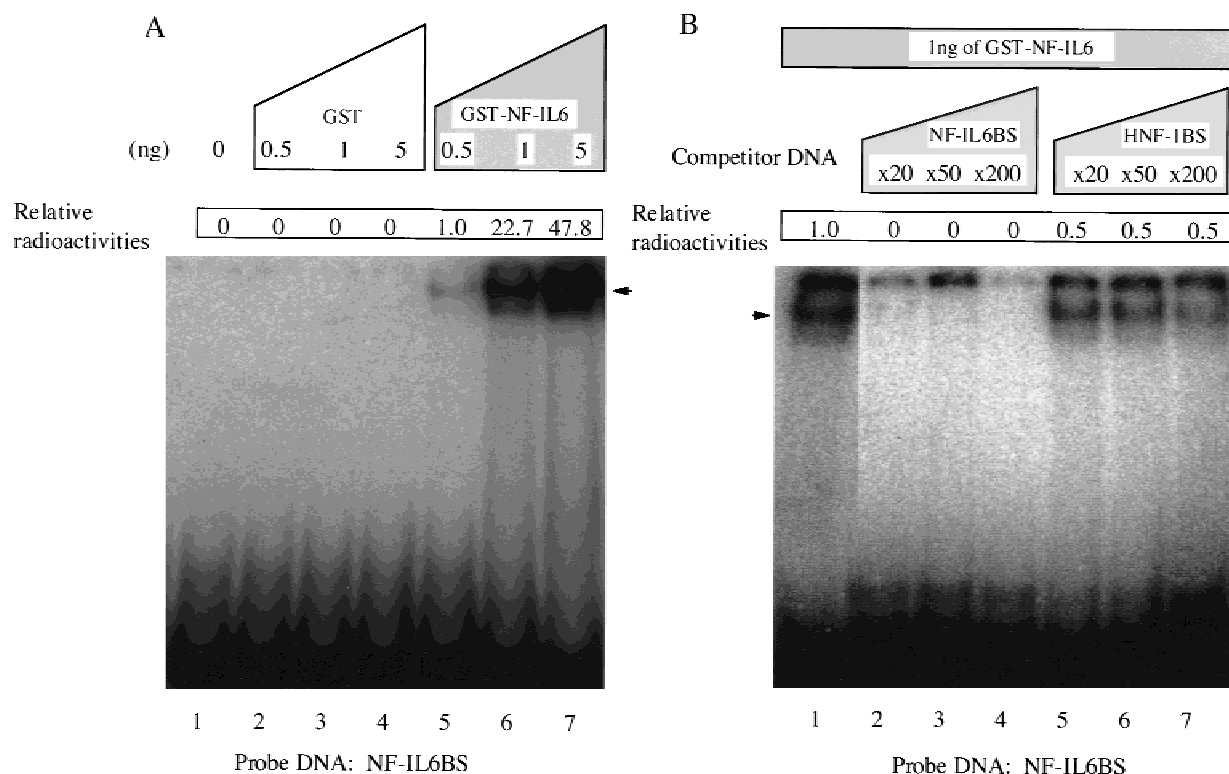 A
GST
GST-NF-IL6
(ng) 0 0.5 1 5 0.5 1 5
Relative
radioactivities
0 0 0 0 1.0 22.7 47.8
1 2 3 4 5 6 7
Probe DNA: NF-IL6BS
B
1ng of GST-NF-IL6
NF-IL6BS
HNF-1BS
Competitor DNA
x20 x50 x200 x20 x50 x200
Relative
radioactivities
1.0 0 0 0 0.5 0.5 0.5
1 2 3 4 5 6 7
Probe DNA: NF-IL6BS